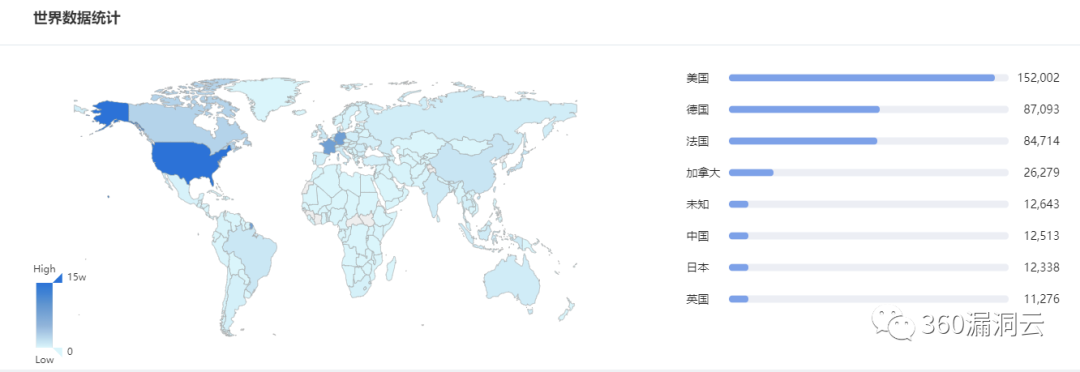 世界数据统计
美国 152,002
德国 87,093
法国 84,714
加拿大 26,279
未知 12,643
中国 12,513
日本 12,338
英国 11,276
High
15w
0
Low
360漏洞云